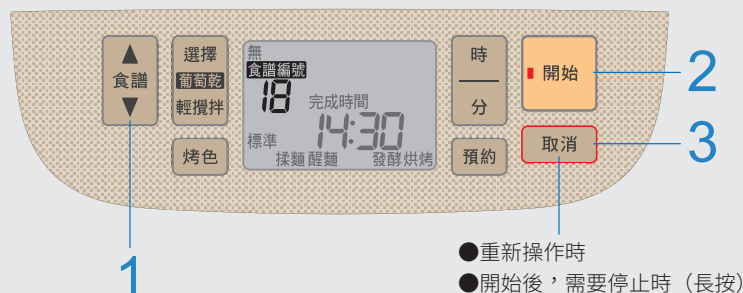 ▲
食譜
▼
選擇
葡萄乾
輕攪拌
烤色
無
食譜編號
18
完成時間
14:30
標準
揉麵 醒麵 發酵 烘烤
時
分
預約
開始
取消
1
2
3
●重新操作時
●開始後，需要停止時（長按）